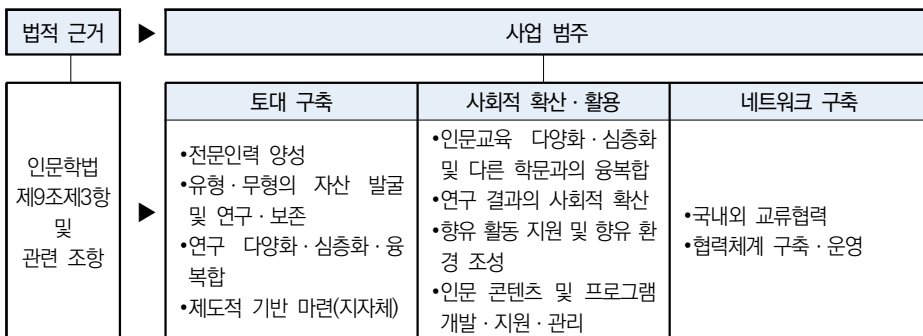 법적 근거
▶
사업 범주
인문학법
제9조제3항
및
관련 조항
▶
토대 구축
•전문인력 양성
•유형·무형의 자산 발굴
및 연구·보존
•연구 다양화·심층화·융
복합
•제도적 기반 마련(지자체)
사회적 확산·활용
•인문교육 다양화·심층화
및 다른 학문과의 융복합
•연구 결과의 사회적 확산
•향유 활동 지원 및 향유 환
경 조성
•인문 콘텐츠 및 프로그램
개발·지원·관리
네트워크 구축
•국내외 교류협력
•협력체계 구축·운영